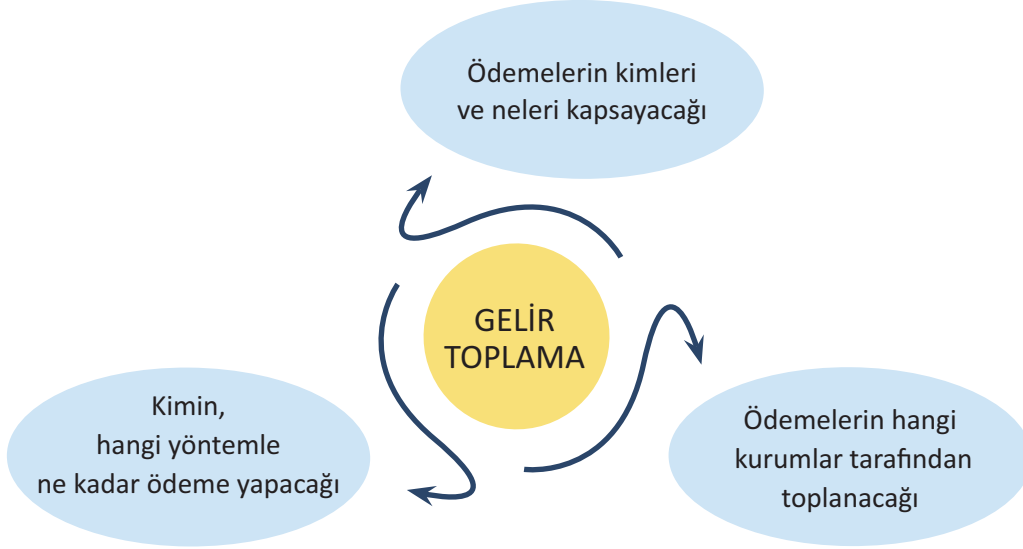 Ödemelerin kimleri
ve neleri kapsayacağı
GELİR
TOPLAMA
Kimin,
hangi yöntemle
ne kadar ödeme yapacağı
Ödemelerin hangi
kurumlar tarafından
toplanacağı